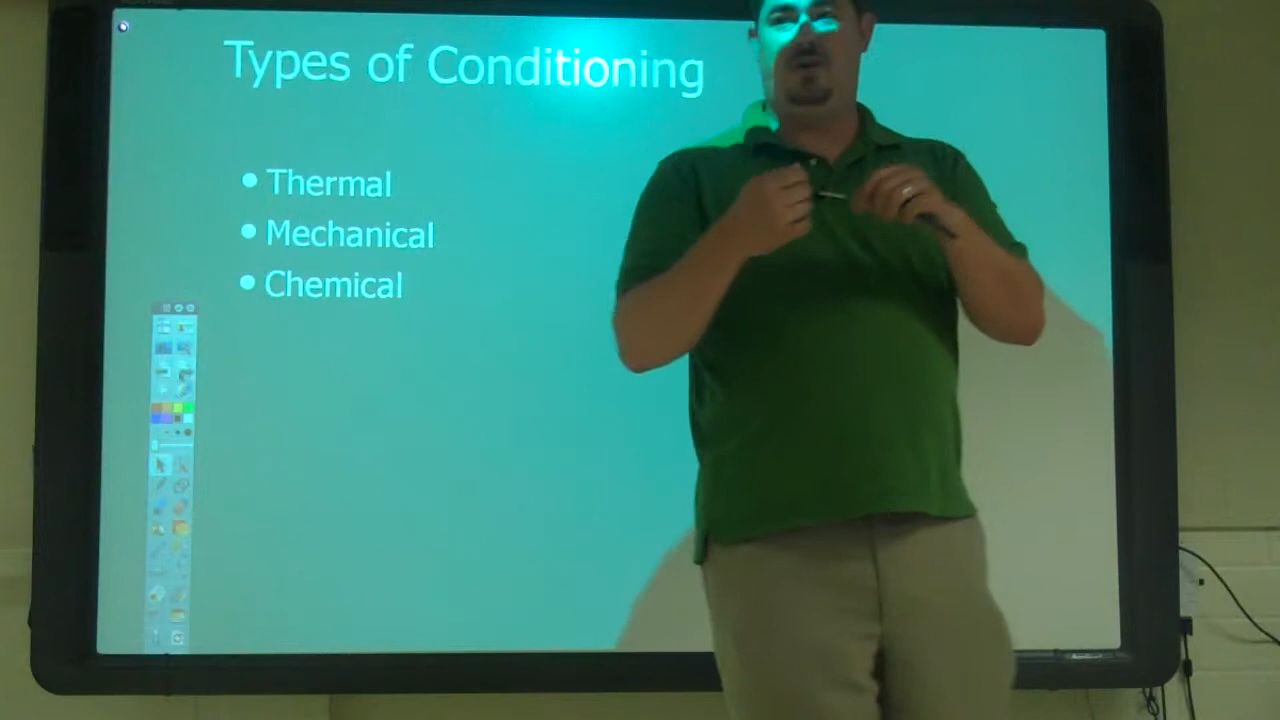 Types of Conditioning
• Thermal
• Mechanical
• Chemical